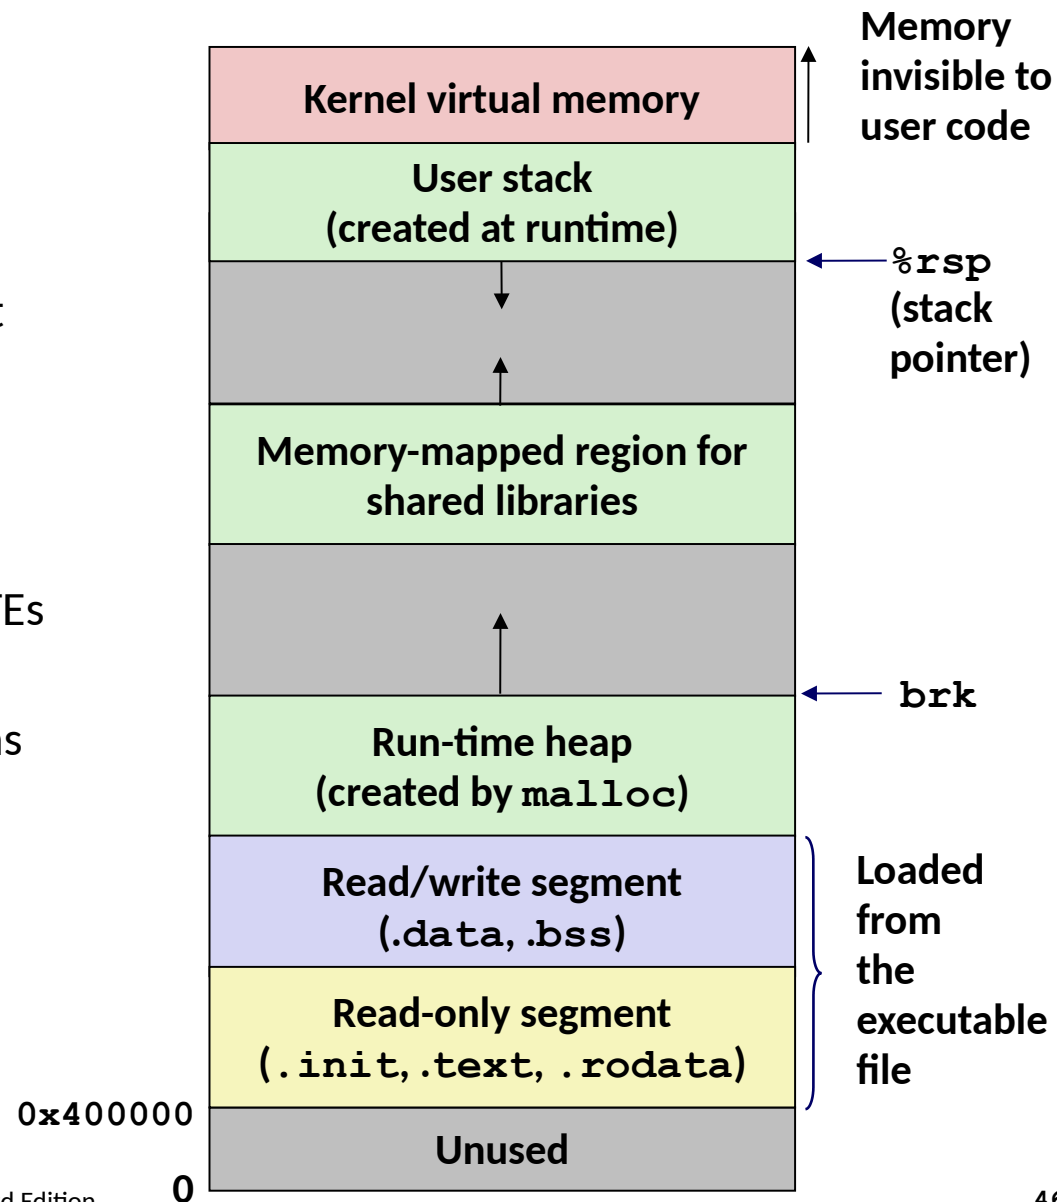 Memory
invisible to
user code
Kernel virtual memory
User stack
(created at runtime)
%rsp
(stack
pointer)
Memory-mapped region for
shared libraries
brk
Run-time heap
(created by malloc)
Read/write segment
(.data, .bss)
Loaded
from
the
executable
file
Read-only segment
(.init, .text, .rodata)
0x400000
Unused
0
Edition